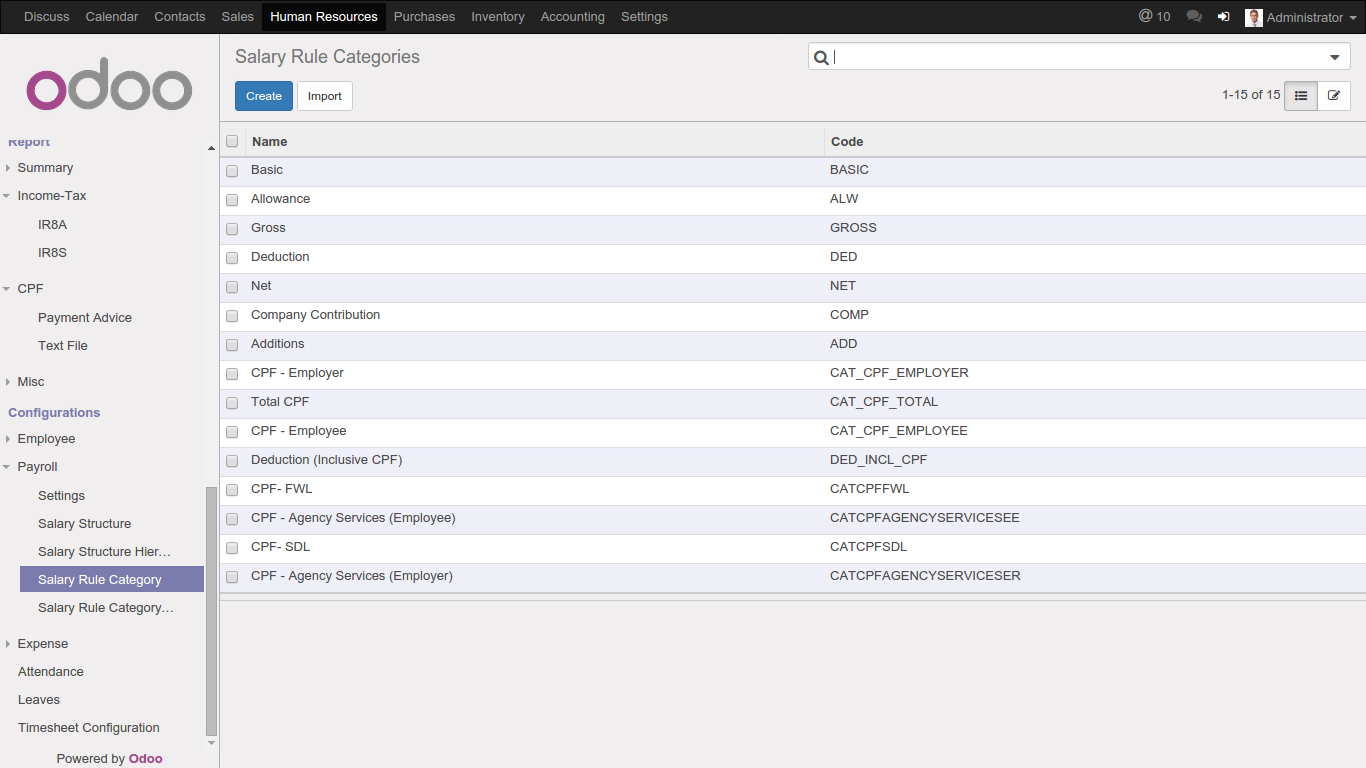 Discuss Calendar Contacts Sales Human Resources Purchases Inventory Accounting Settings @ 10 Administrator
odoo
Report
Summary
Income-Tax
IR8A
IR8S
CPF
Payment Advice
Text File
Misc
Configurations
Employee
Payroll
Settings
Salary Structure
Salary Structure Hier...
Salary Rule Category
Salary Rule Category...
Expense
Attendance
Leaves
Timesheet Configuration
Powered by Odoo
Salary Rule Categories
Create Import 1-15 of 15
Name Code
Basic BASIC
Allowance ALW
Gross GROSS
Deduction DED
Net NET
Company Contribution COMP
Additions ADD
CPF - Employer CAT_CPF_EMPLOYER
Total CPF CAT_CPF_TOTAL
CPF - Employee CAT_CPF_EMPLOYEE
Deduction (Inclusive CPF) DED_INCL_CPF
CPF- FWL CATCPFFWL
CPF - Agency Services (Employee) CATCPFAGENCYSERVICESEE
CPF- SDL CATCPFSDL
CPF - Agency Services (Employer) CATCPFAGENCYSERVICESER